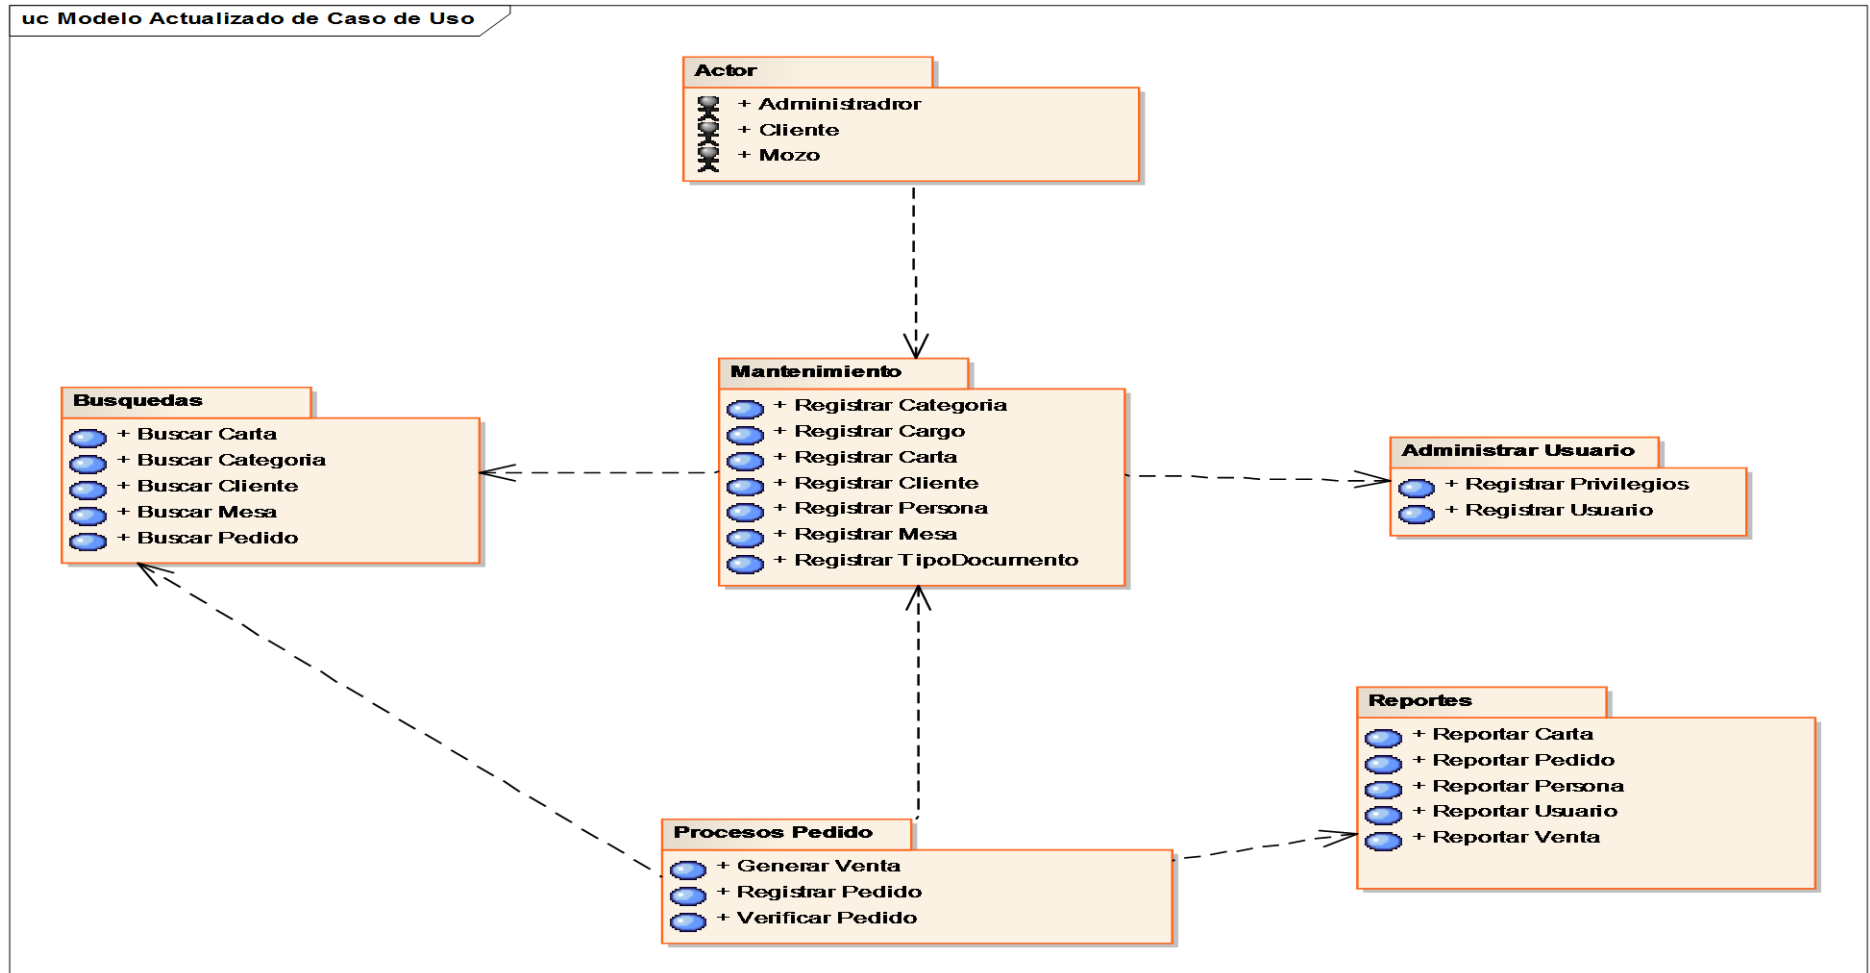 uc Modelo Actualizado de Caso de Uso
Actor
+ Administradror
+ Cliente
+ Mozo
Mantenimiento
+ Registrar Categoria
+ Registrar Cargo
+ Registrar Carta
+ Registrar Cliente
+ Registrar Persona
+ Registrar Mesa
+ Registrar TipoDocumento
Busquedas
+ Buscar Carta
+ Buscar Categoria
+ Buscar Cliente
+ Buscar Mesa
+ Buscar Pedido
Administrar Usuario
+ Registrar Privilegios
+ Registrar Usuario
Reportes
+ Reportar Carta
+ Reportar Pedido
+ Reportar Persona
+ Reportar Usuario
+ Reportar Venta
Procesos Pedido
+ Generar Venta
+ Registrar Pedido
+ Verificar Pedido